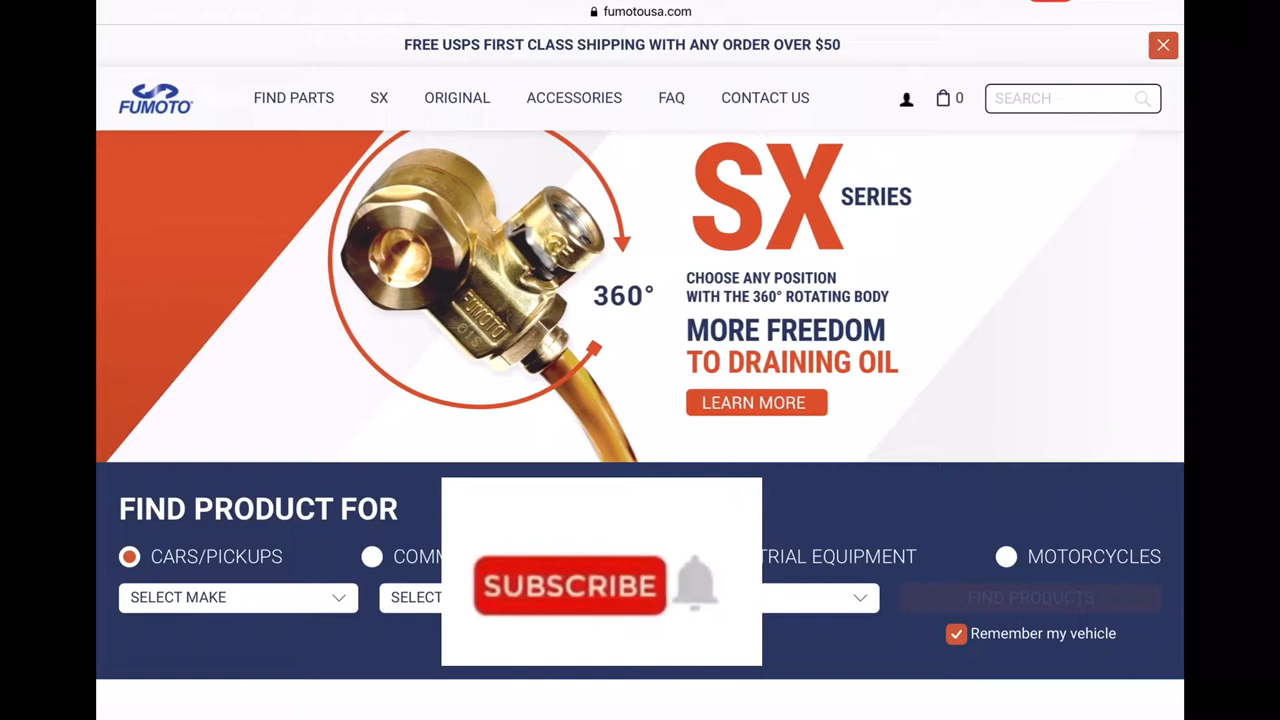 fumotousa.com
FREE USPS FIRST CLASS SHIPPING WITH ANY ORDER OVER $50
FUMOTO
FIND PARTS
SX
ORIGINAL
ACCESSORIES
FAQ
CONTACT US
0
SEARCH
SX SERIES
360°
CHOOSE ANY POSITION
WITH THE 360° ROTATING BODY
MORE FREEDOM
TO DRAINING OIL
LEARN MORE
FUMOTO
FIND PRODUCT FOR
CARS/PICKUPS
COMM
TRIAL EQUIPMENT
MOTORCYCLES
SELECT MAKE
SELECT
FIND PRODUCTS
SUBSCRIBE
Remember my vehicle